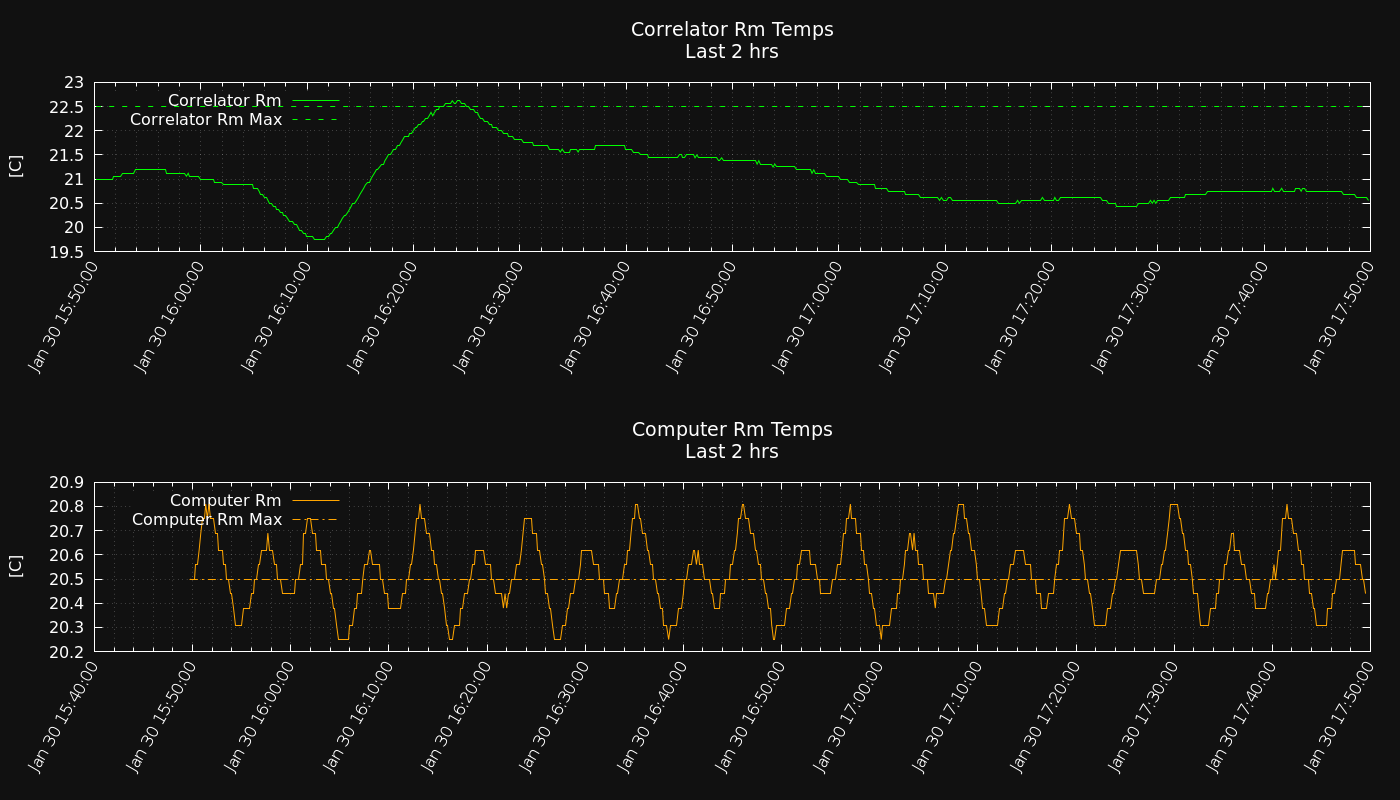 Correlator Rm Temps
Last 2 hrs
[C]
23
22.5
22
21.5
21
20.5
20
19.5
Correlator Rm
Correlator Rm Max
Jan 30 15:50:00
Jan 30 16:00:00
Jan 30 16:10:00
Jan 30 16:20:00
Jan 30 16:30:00
Jan 30 16:40:00
Jan 30 16:50:00
Jan 30 17:00:00
Jan 30 17:10:00
Jan 30 17:20:00
Jan 30 17:30:00
Jan 30 17:40:00
Jan 30 17:50:00
Computer Rm Temps
Last 2 hrs
[C]
20.9
20.8
20.7
20.6
20.5
20.4
20.3
20.2
Computer Rm
Computer Rm Max
Jan 30 15:40:00
Jan 30 15:50:00
Jan 30 16:00:00
Jan 30 16:10:00
Jan 30 16:20:00
Jan 30 16:30:00
Jan 30 16:40:00
Jan 30 16:50:00
Jan 30 17:00:00
Jan 30 17:10:00
Jan 30 17:20:00
Jan 30 17:30:00
Jan 30 17:40:00
Jan 30 17:50:00